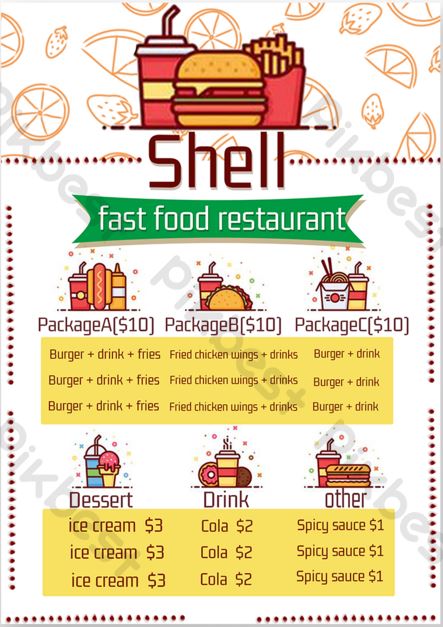 Shell
fast food restaurant
PackageA($10) PackageB($10) PackageC($10)
Burger + drink + fries Fried chicken wings + drinks Burger + drink
Burger + drink + fries Fried chicken wings + drinks Burger + drink
Burger + drink + fries Fried chicken wings + drinks Burger + drink
Dessert Drink other
ice cream $3 Cola $2 Spicy sauce $1
ice cream $3 Cola $2 Spicy sauce $1
ice cream $3 Cola $2 Spicy sauce $1
Pikbest